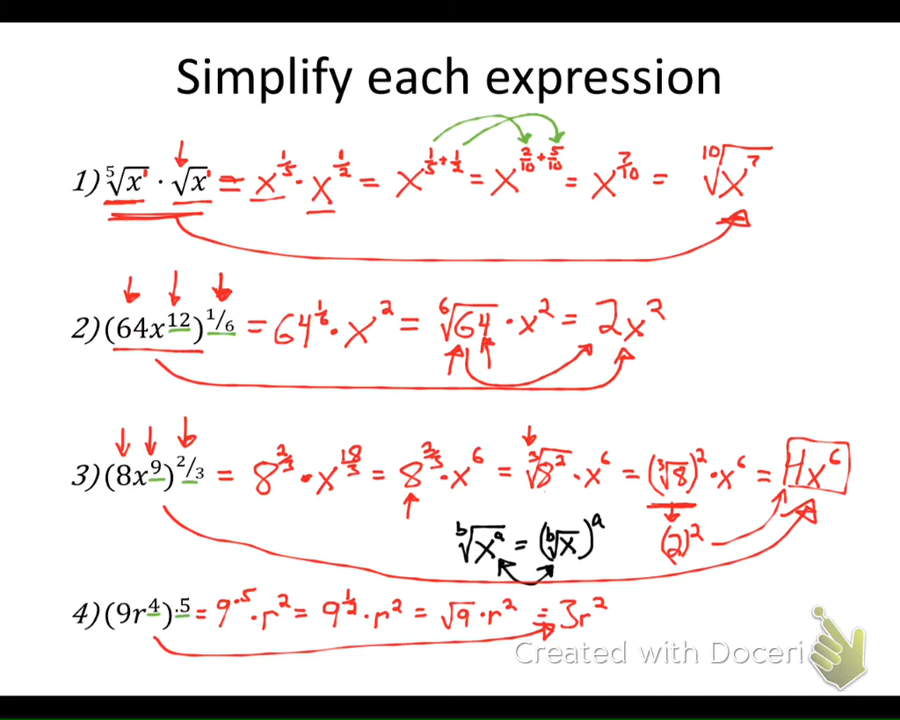 Simplify each expression
1) ⁵√x¹ · √x¹ = x^(1/5) · x^(1/2) = x^(1/5 + 1/2) = x^(2/10 + 5/10) = x^(7/10) = ¹⁰√x⁷
2) (64x¹²)^(1/6) = 64^(1/6) · x² = ⁶√64 · x² = 2x²
3) (8x⁹)^(2/3) = 8^(2/3) · x^(18/3) = 8^(2/3) · x⁶ = ³√8² · x⁶ = (³√8)² · x⁶ = 4x⁶
ᵇ√xᵃ = (ᵇ√x)ᵃ (2)²
4) (9r⁴)^.5 = 9^.5 · r² = 9^(1/2) · r² = √9 · r² = 3r²
Created with Doceri